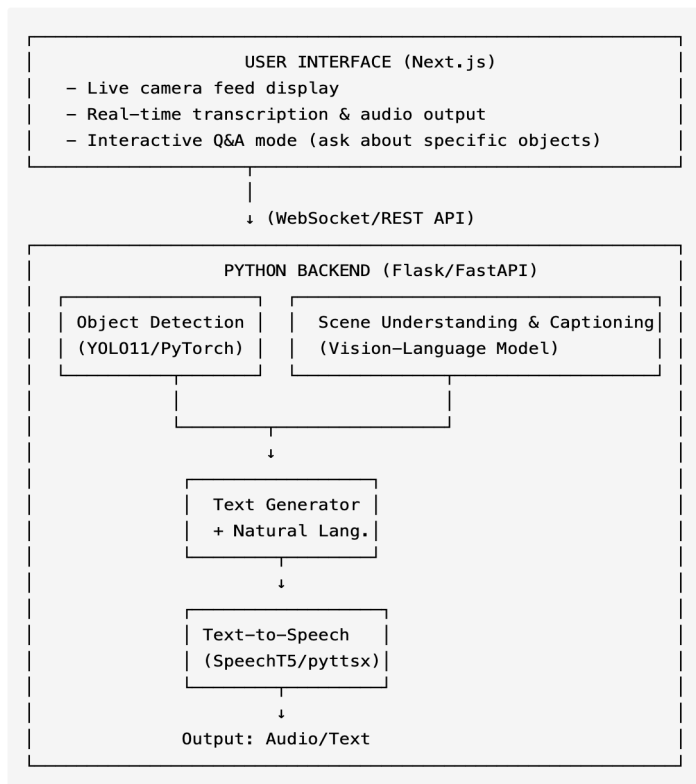 USER INTERFACE (Next.js)
– Live camera feed display
– Real–time transcription & audio output
– Interactive Q&A mode (ask about specific objects)
↓ (WebSocket/REST API)
PYTHON BACKEND (Flask/FastAPI)
Object Detection
(YOLO11/PyTorch)
Scene Understanding & Captioning
(Vision–Language Model)
↓
Text Generator
+ Natural Lang.
↓
Text–to–Speech
(SpeechT5/pyttsx)
↓
Output: Audio/Text